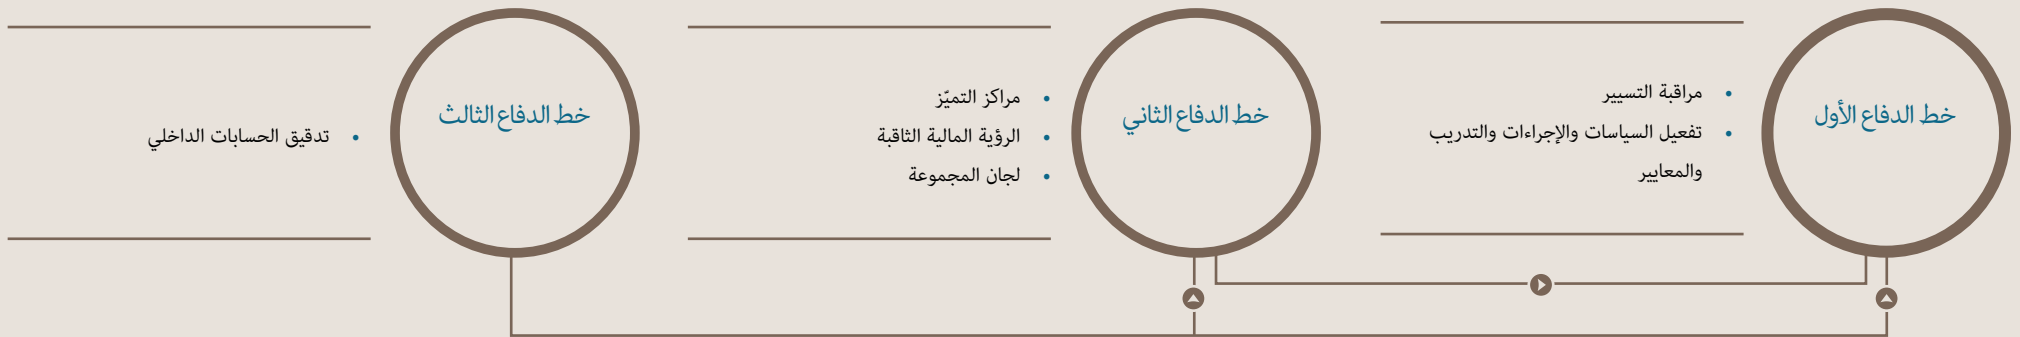 خط الدفاع الأول
• مراقبة التسيير
• تفعيل السياسات والإجراءات والتدريب
والمعايير
خط الدفاع الثاني
• مراكز التميّز
• الرؤية المالية الثاقبة
• لجان المجموعة
خط الدفاع الثالث
• تدقيق الحسابات الداخلي